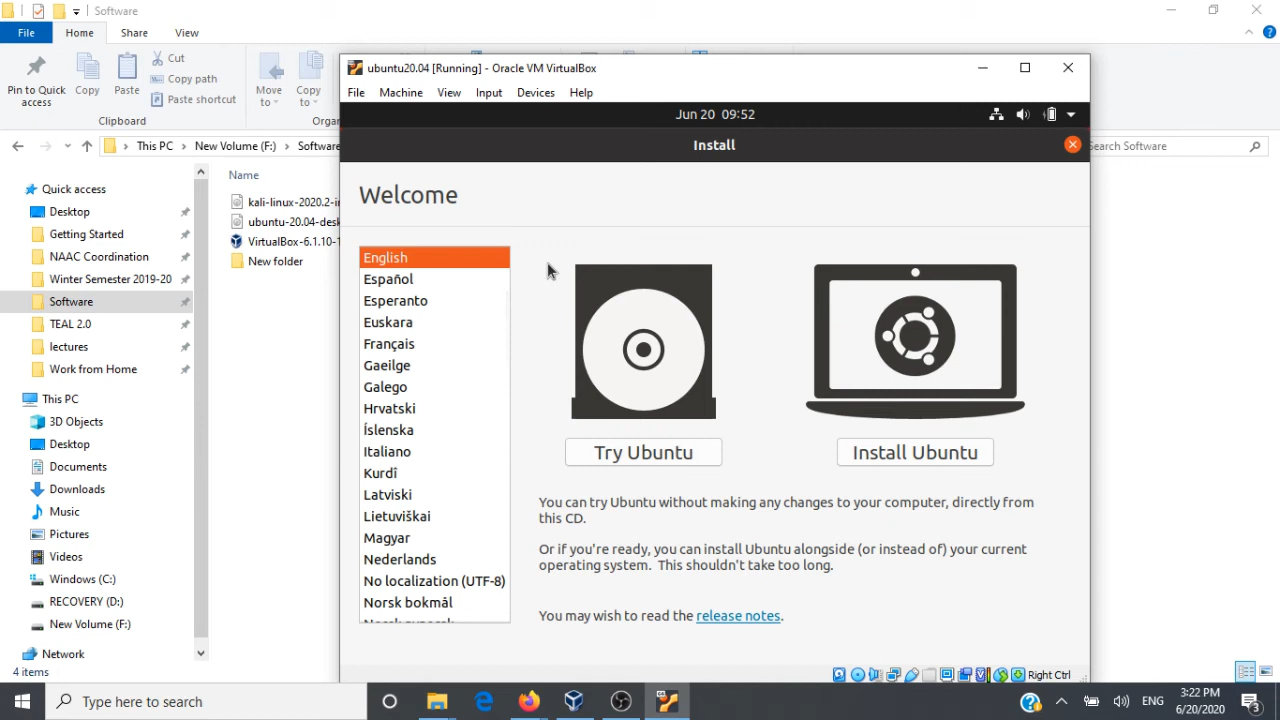 Software
File
Home
Share
View
Pin to Quick
access
Copy
Paste
Cut
Copy path
Paste shortcut
Move
to
Copy
to
Clipboard
Orgar
This PC
New Volume (F:)
Software
Search Software
Quick access
Desktop
Getting Started
NAAC Coordination
Winter Semester 2019-20
Software
TEAL 2.0
lectures
Work from Home
This PC
3D Objects
Desktop
Documents
Downloads
Music
Pictures
Videos
Windows (C:)
RECOVERY (D:)
New Volume (F:)
Network
4 items
Name
kali-linux-2020.2-in
ubuntu-20.04-desk
VirtualBox-6.1.10-1
New folder
ubuntu20.04 [Running] - Oracle VM VirtualBox
File Machine View Input Devices Help
Jun 20 09:52
Install
Welcome
English
Español
Esperanto
Euskara
Français
Gaeilge
Galego
Hrvatski
Íslenska
Italiano
Kurdî
Latviski
Lietuviškai
Magyar
Nederlands
No localization (UTF-8)
Norsk bokmål
Try Ubuntu
Install Ubuntu
You can try Ubuntu without making any changes to your computer, directly from
this CD.
Or if you're ready, you can install Ubuntu alongside (or instead of) your current
operating system. This shouldn't take too long.
You may wish to read the release notes.
Right Ctrl
Type here to search
ENG
3:22 PM
6/20/2020
3